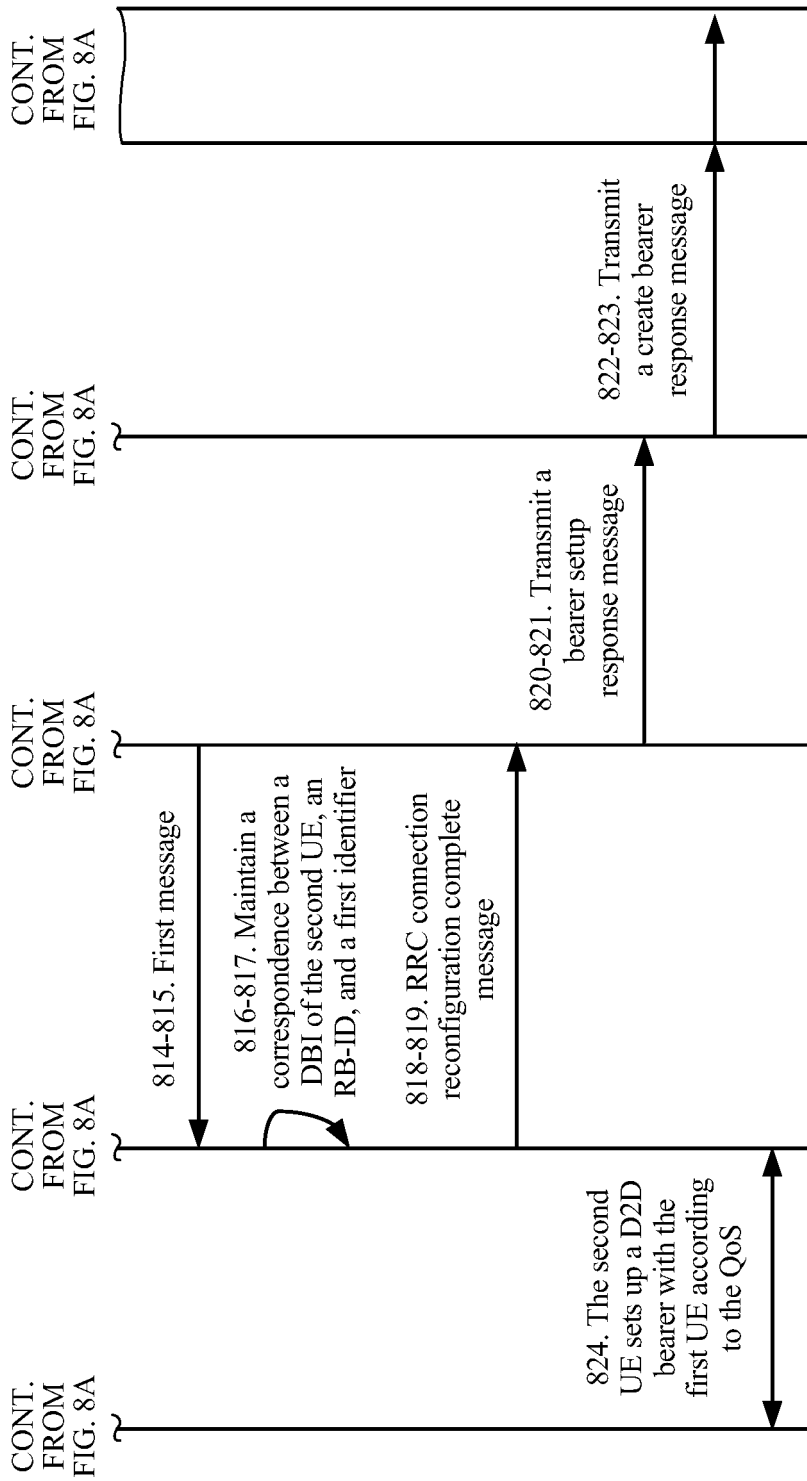 CONT.
FROM
FIG. 8A
CONT.
FROM
FIG. 8A
CONT.
FROM
FIG. 8A
CONT.
FROM
FIG. 8A
CONT.
FROM
FIG. 8A
814-815. First message
816-817. Maintain a
correspondence between a
DBI of the second UE, an
RB-ID, and a first identifier
818-819. RRC connection
reconfiguration complete
message
820-821. Transmit a
bearer setup
response message
822-823. Transmit
a create bearer
response message
824. The second
UE sets up a D2D
bearer with the
first UE according
to the QoS